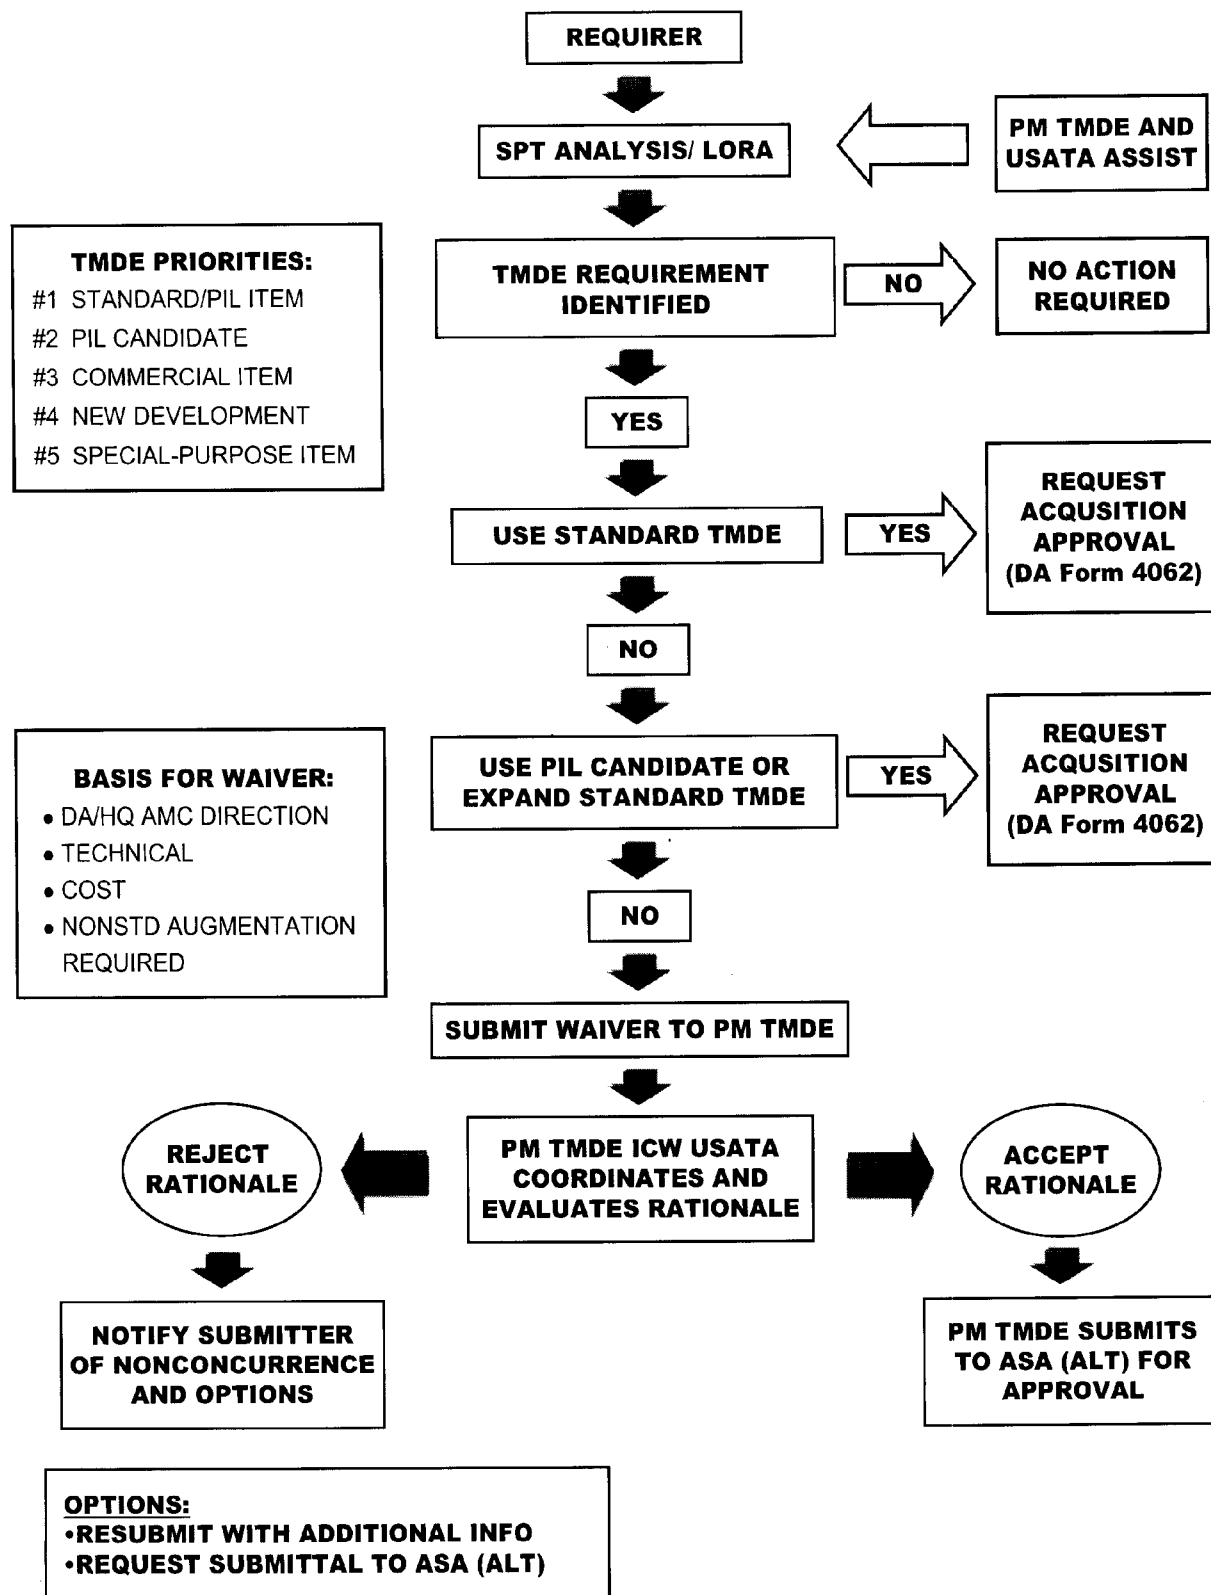 REQUIRER
SPT ANALYSIS/ LORA
PM TMDE AND
USATA ASSIST
TMDE PRIORITIES:
#1 STANDARD/PIL ITEM
#2 PIL CANDIDATE
#3 COMMERCIAL ITEM
#4 NEW DEVELOPMENT
#5 SPECIAL-PURPOSE ITEM
TMDE REQUIREMENT
IDENTIFIED
NO
NO ACTION
REQUIRED
YES
USE STANDARD TMDE
YES
REQUEST
ACQUSITION
APPROVAL
(DA Form 4062)
NO
USE PIL CANDIDATE OR
EXPAND STANDARD TMDE
YES
REQUEST
ACQUSITION
APPROVAL
(DA Form 4062)
BASIS FOR WAIVER:
• DA/HQ AMC DIRECTION
• TECHNICAL
• COST
• NONSTD AUGMENTATION
REQUIRED
NO
SUBMIT WAIVER TO PM TMDE
REJECT
RATIONALE
PM TMDE ICW USATA
COORDINATES AND
EVALUATES RATIONALE
ACCEPT
RATIONALE
NOTIFY SUBMITTER
OF NONCONCURRENCE
AND OPTIONS
PM TMDE SUBMITS
TO ASA (ALT) FOR
APPROVAL
OPTIONS:
•RESUBMIT WITH ADDITIONAL INFO
•REQUEST SUBMITTAL TO ASA (ALT)